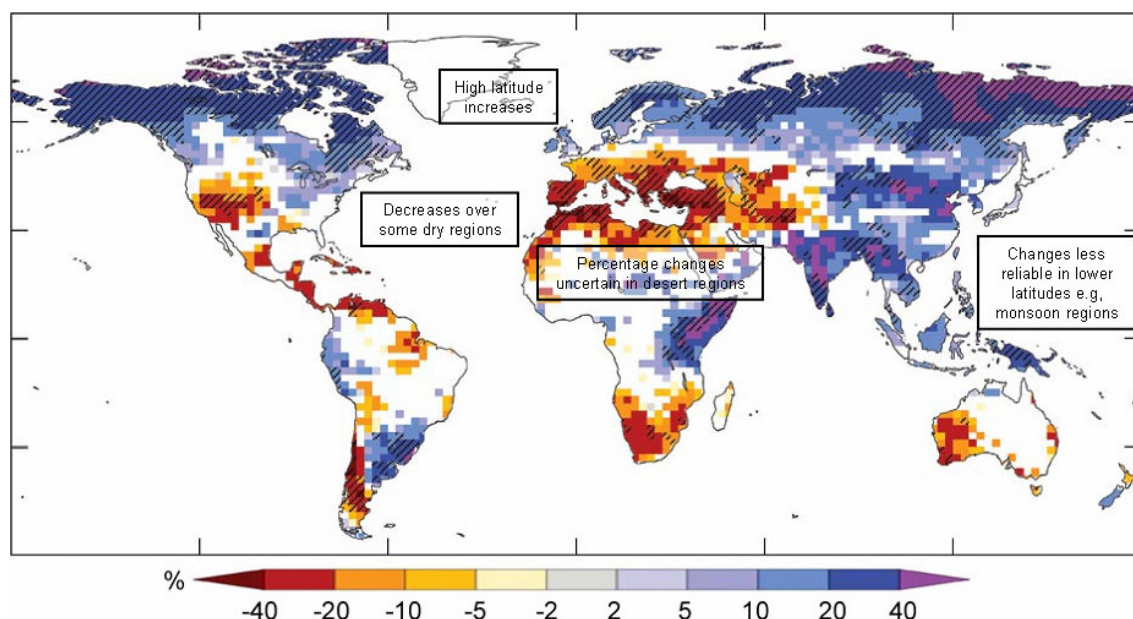 High latitude
increases
Decreases over
some dry regions
Percentage changes
uncertain in desert regions
Changes less
reliable in lower
latitudes e.g,
monsoon regions
%
-40 -20 -10 -5 -2 2 5 10 20 40